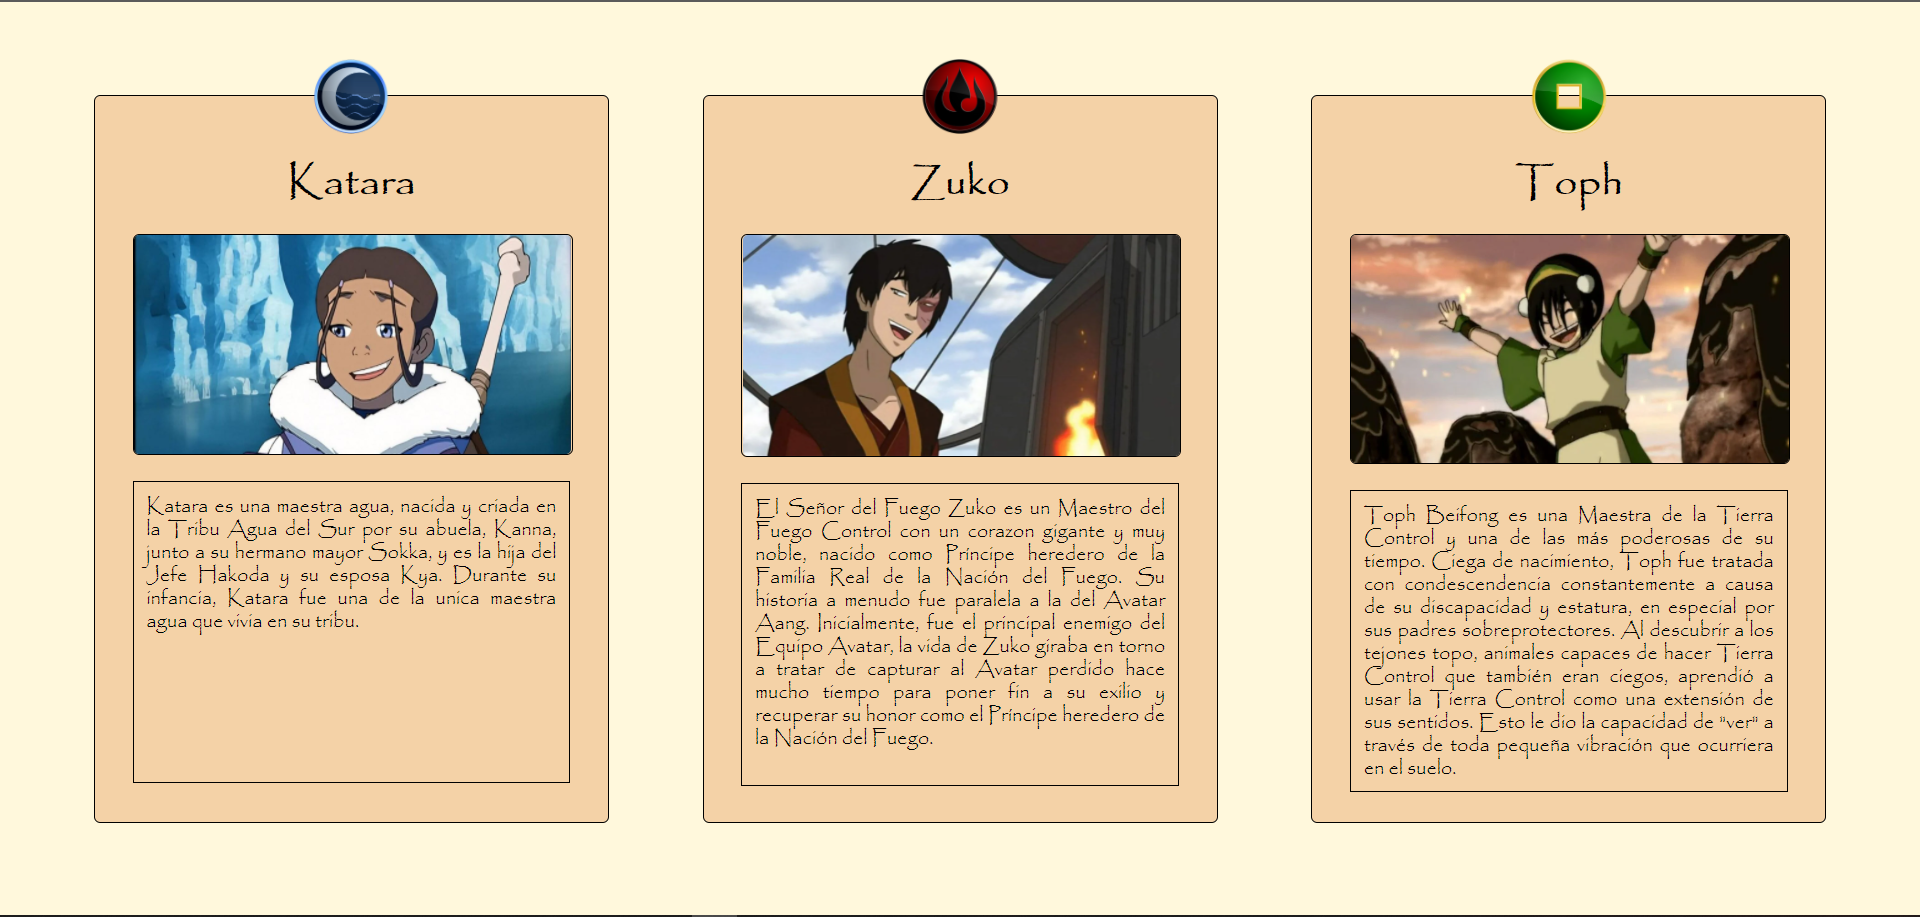 Katara
Katara es una maestra agua, nacida y criada en
la Tribu Agua del Sur por su abuela, Kanna,
junto a su hermano mayor Sokka, y es la hija del
Jefe Hakoda y su esposa Kya. Durante su
infancia, Katara fue una de la unica maestra
agua que vivia en su tribu.
Zuko
El Señor del Fuego Zuko es un Maestro del
Fuego Control con un corazon gigante y muy
noble, nacido como Príncipe heredero de la
Familia Real de la Nación del Fuego. Su
historia a menudo fue paralela a la del Avatar
Aang. Inicialmente, fue el principal enemigo del
Equipo Avatar, la vida de Zuko giraba en torno
a tratar de capturar al Avatar perdido hace
mucho tiempo para poner fin a su exilio y
recuperar su honor como el Príncipe heredero de
la Nación del Fuego.
Toph
Toph Beifong es una Maestra de la Tierra
Control y una de las más poderosas de su
tiempo. Ciega de nacimiento, Toph fue tratada
con condescendencia constantemente a causa
de su discapacidad y estatura, en especial por
sus padres sobreprotectores. Al descubrir a los
tejones topo, animales capaces de hacer Tierra
Control que también eran ciegos, aprendió a
usar la Tierra Control como una extensión de
sus sentidos. Esto le dio la capacidad de "ver" a
través de toda pequeña vibración que ocurriera
en el suelo.